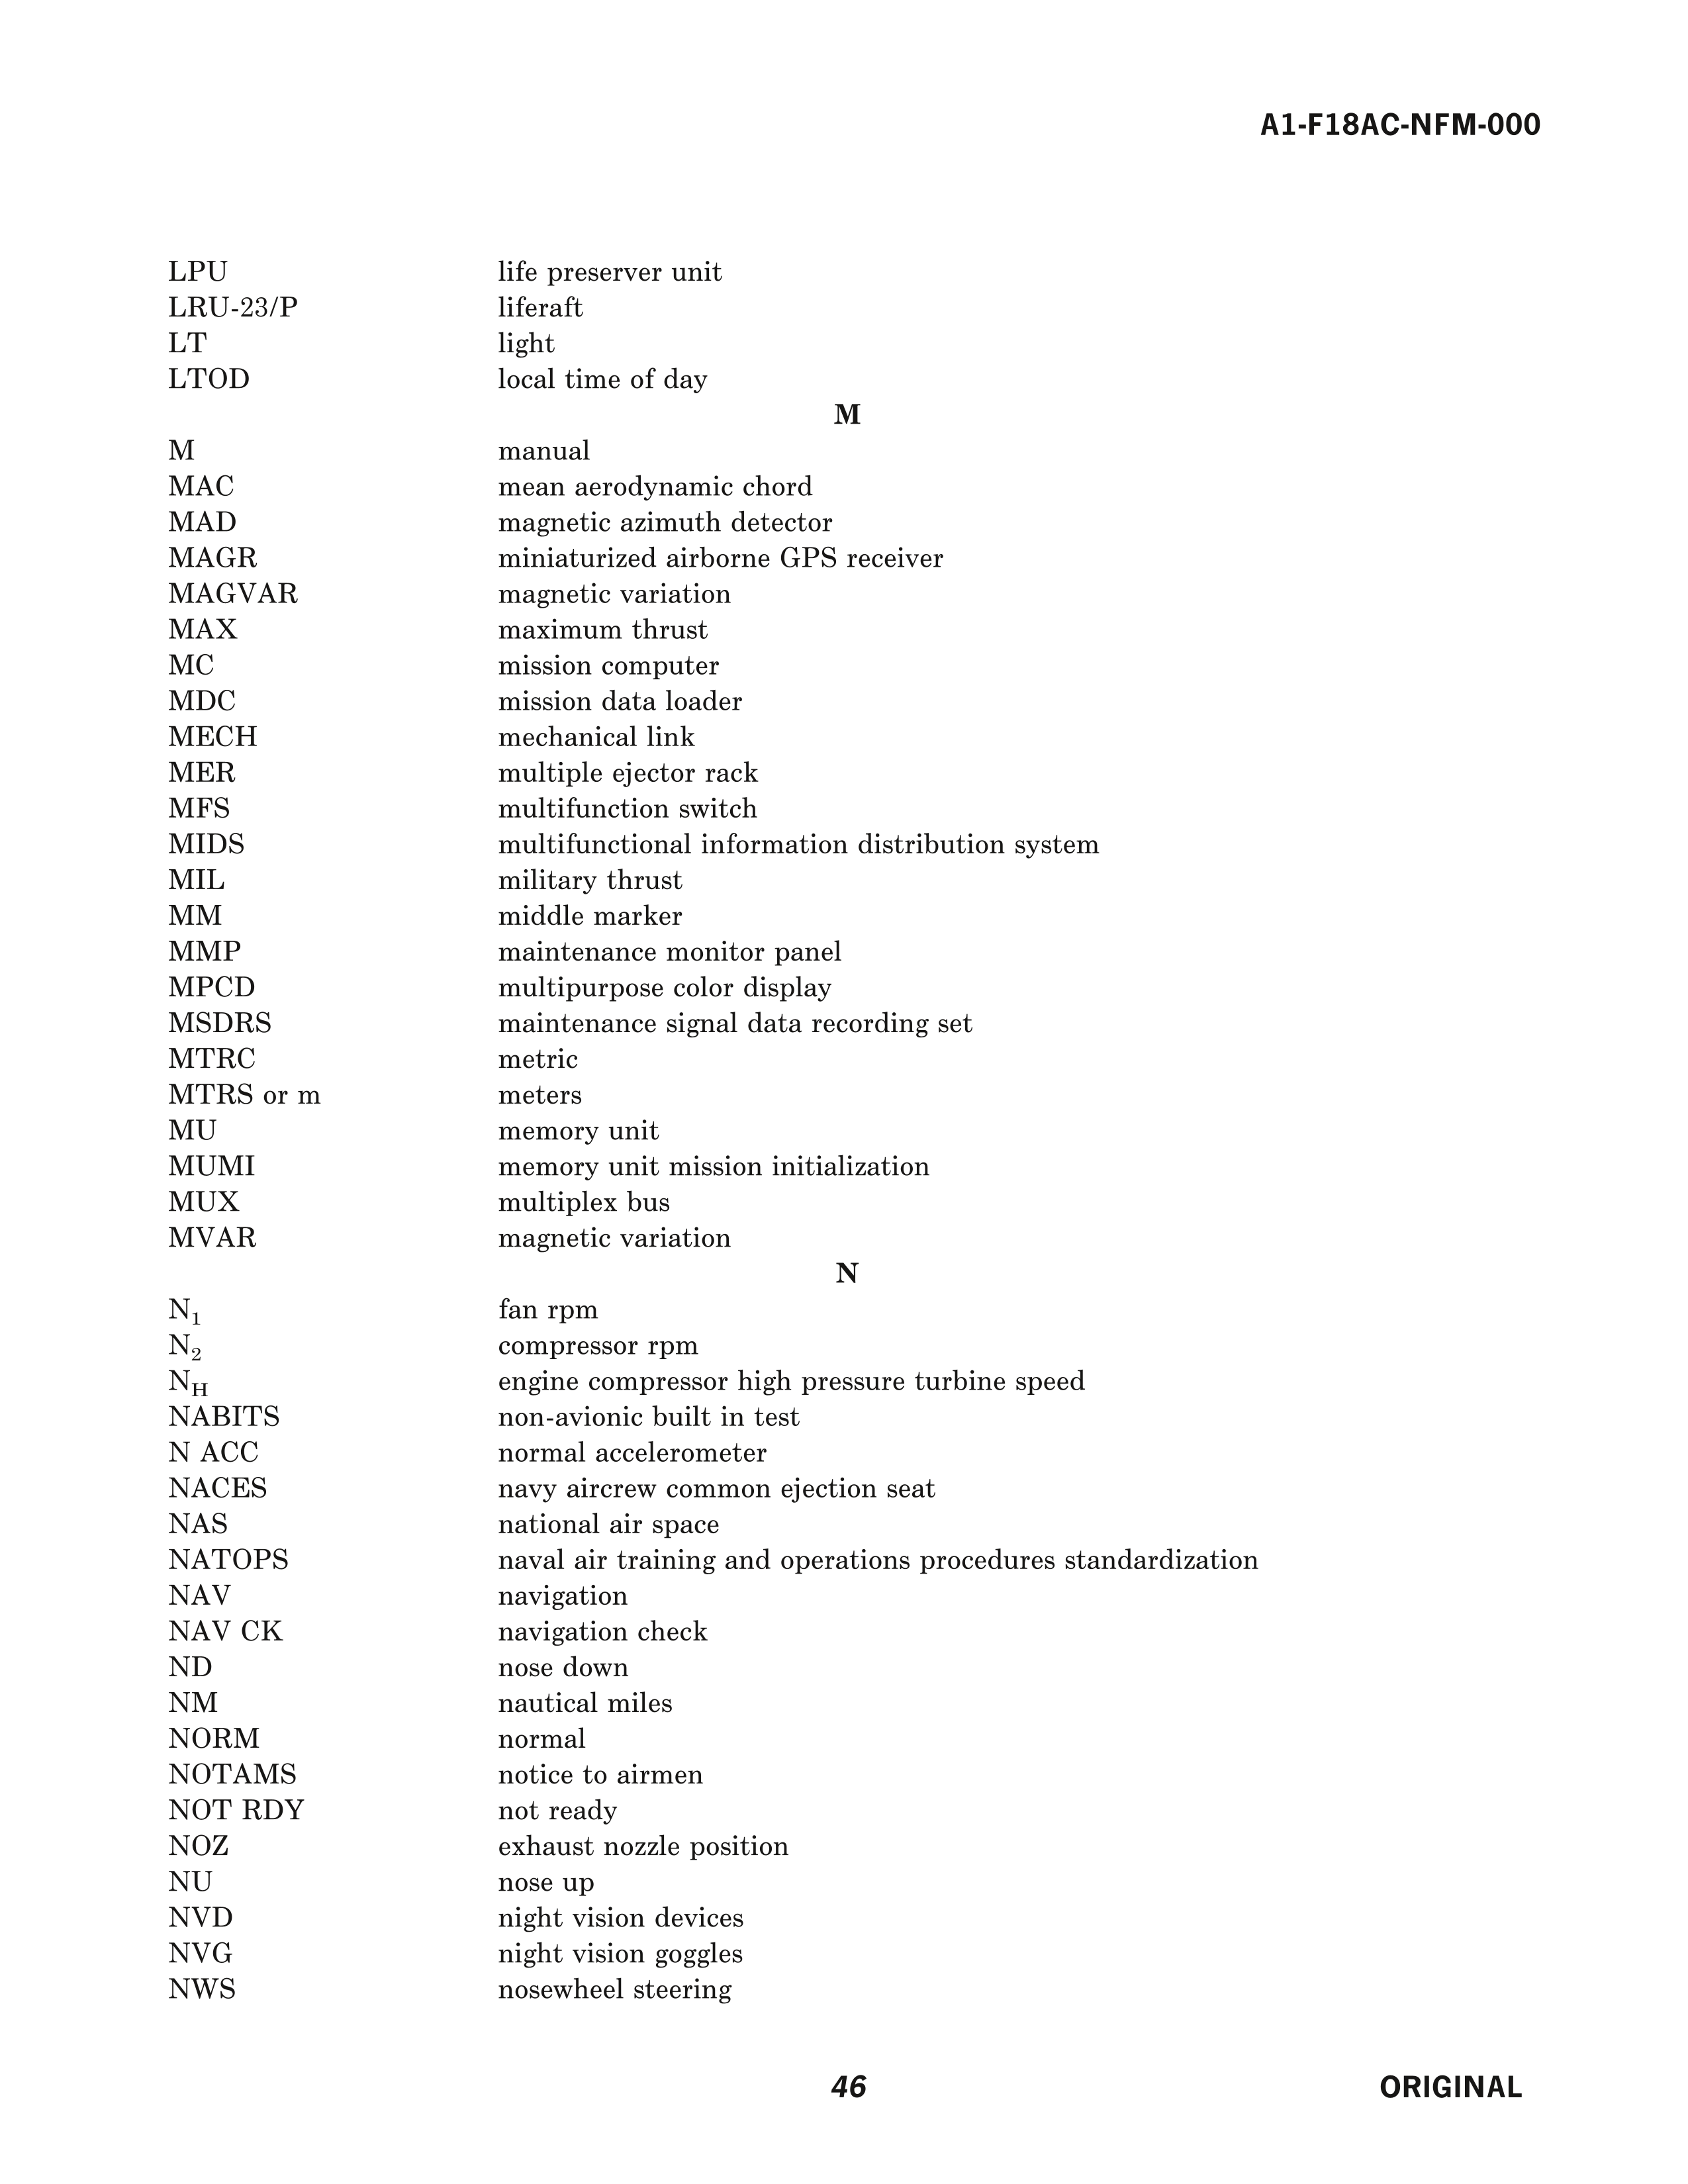 A1-F18AC-NFM-000
LPU life preserver unit
LRU-23/P liferaft
LT light
LTOD local time of day
M
M manual
MAC mean aerodynamic chord
MAD magnetic azimuth detector
MAGR miniaturized airborne GPS receiver
MAGVAR magnetic variation
MAX maximum thrust
MC mission computer
MDC mission data loader
MECH mechanical link
MER multiple ejector rack
MFS multifunction switch
MIDS multifunctional information distribution system
MIL military thrust
MM middle marker
MMP maintenance monitor panel
MPCD multipurpose color display
MSDRS maintenance signal data recording set
MTRC metric
MTRS or m meters
MU memory unit
MUMI memory unit mission initialization
MUX multiplex bus
MVAR magnetic variation
N
N₁ fan rpm
N₂ compressor rpm
N_H engine compressor high pressure turbine speed
NABITS non-avionic built in test
N ACC normal accelerometer
NACES navy aircrew common ejection seat
NAS national air space
NATOPS naval air training and operations procedures standardization
NAV navigation
NAV CK navigation check
ND nose down
NM nautical miles
NORM normal
NOTAMS notice to airmen
NOT RDY not ready
NOZ exhaust nozzle position
NU nose up
NVD night vision devices
NVG night vision goggles
NWS nosewheel steering
46 ORIGINAL